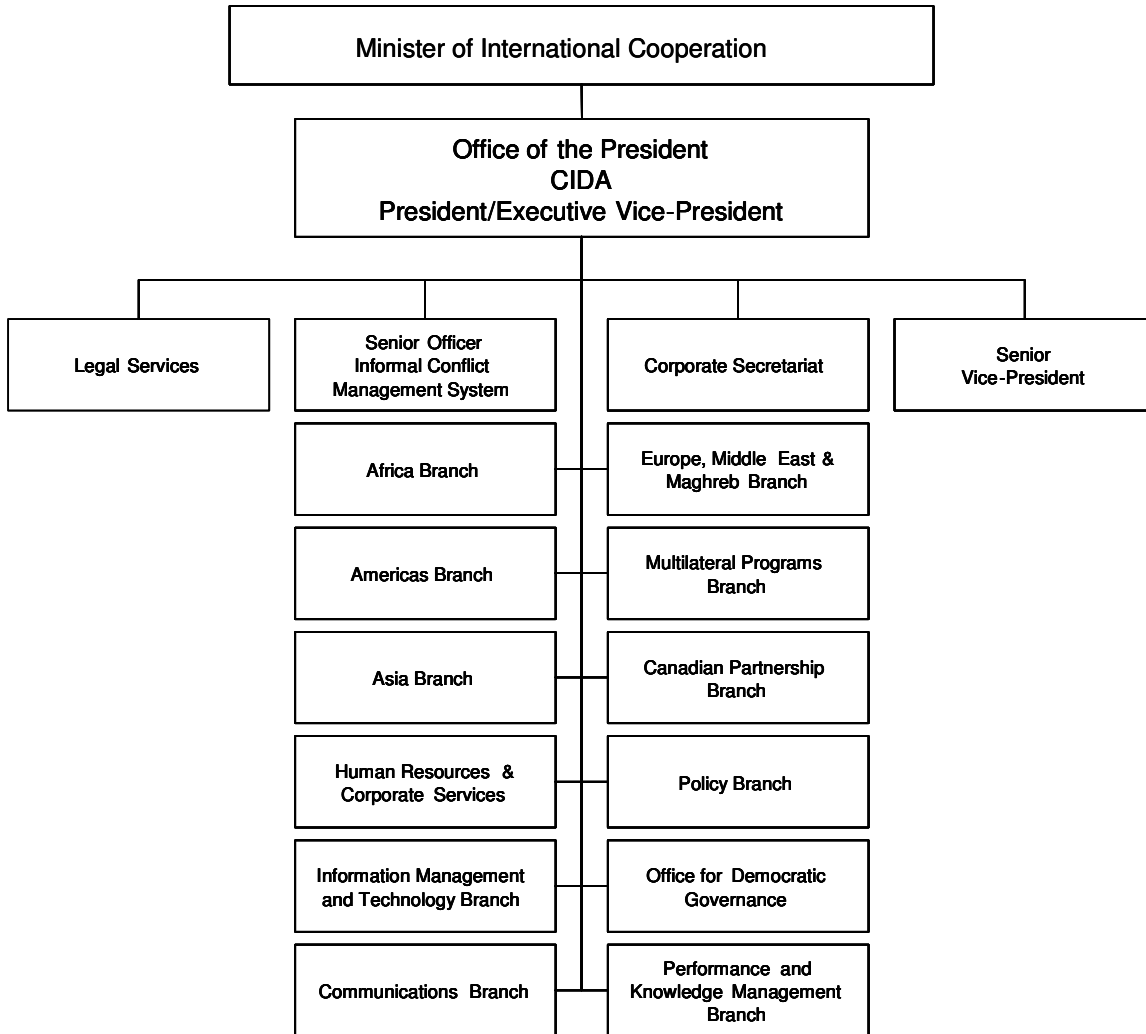 Minister of International Cooperation
Office of the President
CIDA
President/Executive Vice-President
Legal Services
Senior Officer
Informal Conflict
Management System
Corporate Secretariat
Senior
Vice-President
Africa Branch
Europe, Middle East &
Maghreb Branch
Americas Branch
Multilateral Programs
Branch
Asia Branch
Canadian Partnership
Branch
Human Resources &
Corporate Services
Policy Branch
Information Management
and Technology Branch
Office for Democratic
Governance
Communications Branch
Performance and
Knowledge Management
Branch